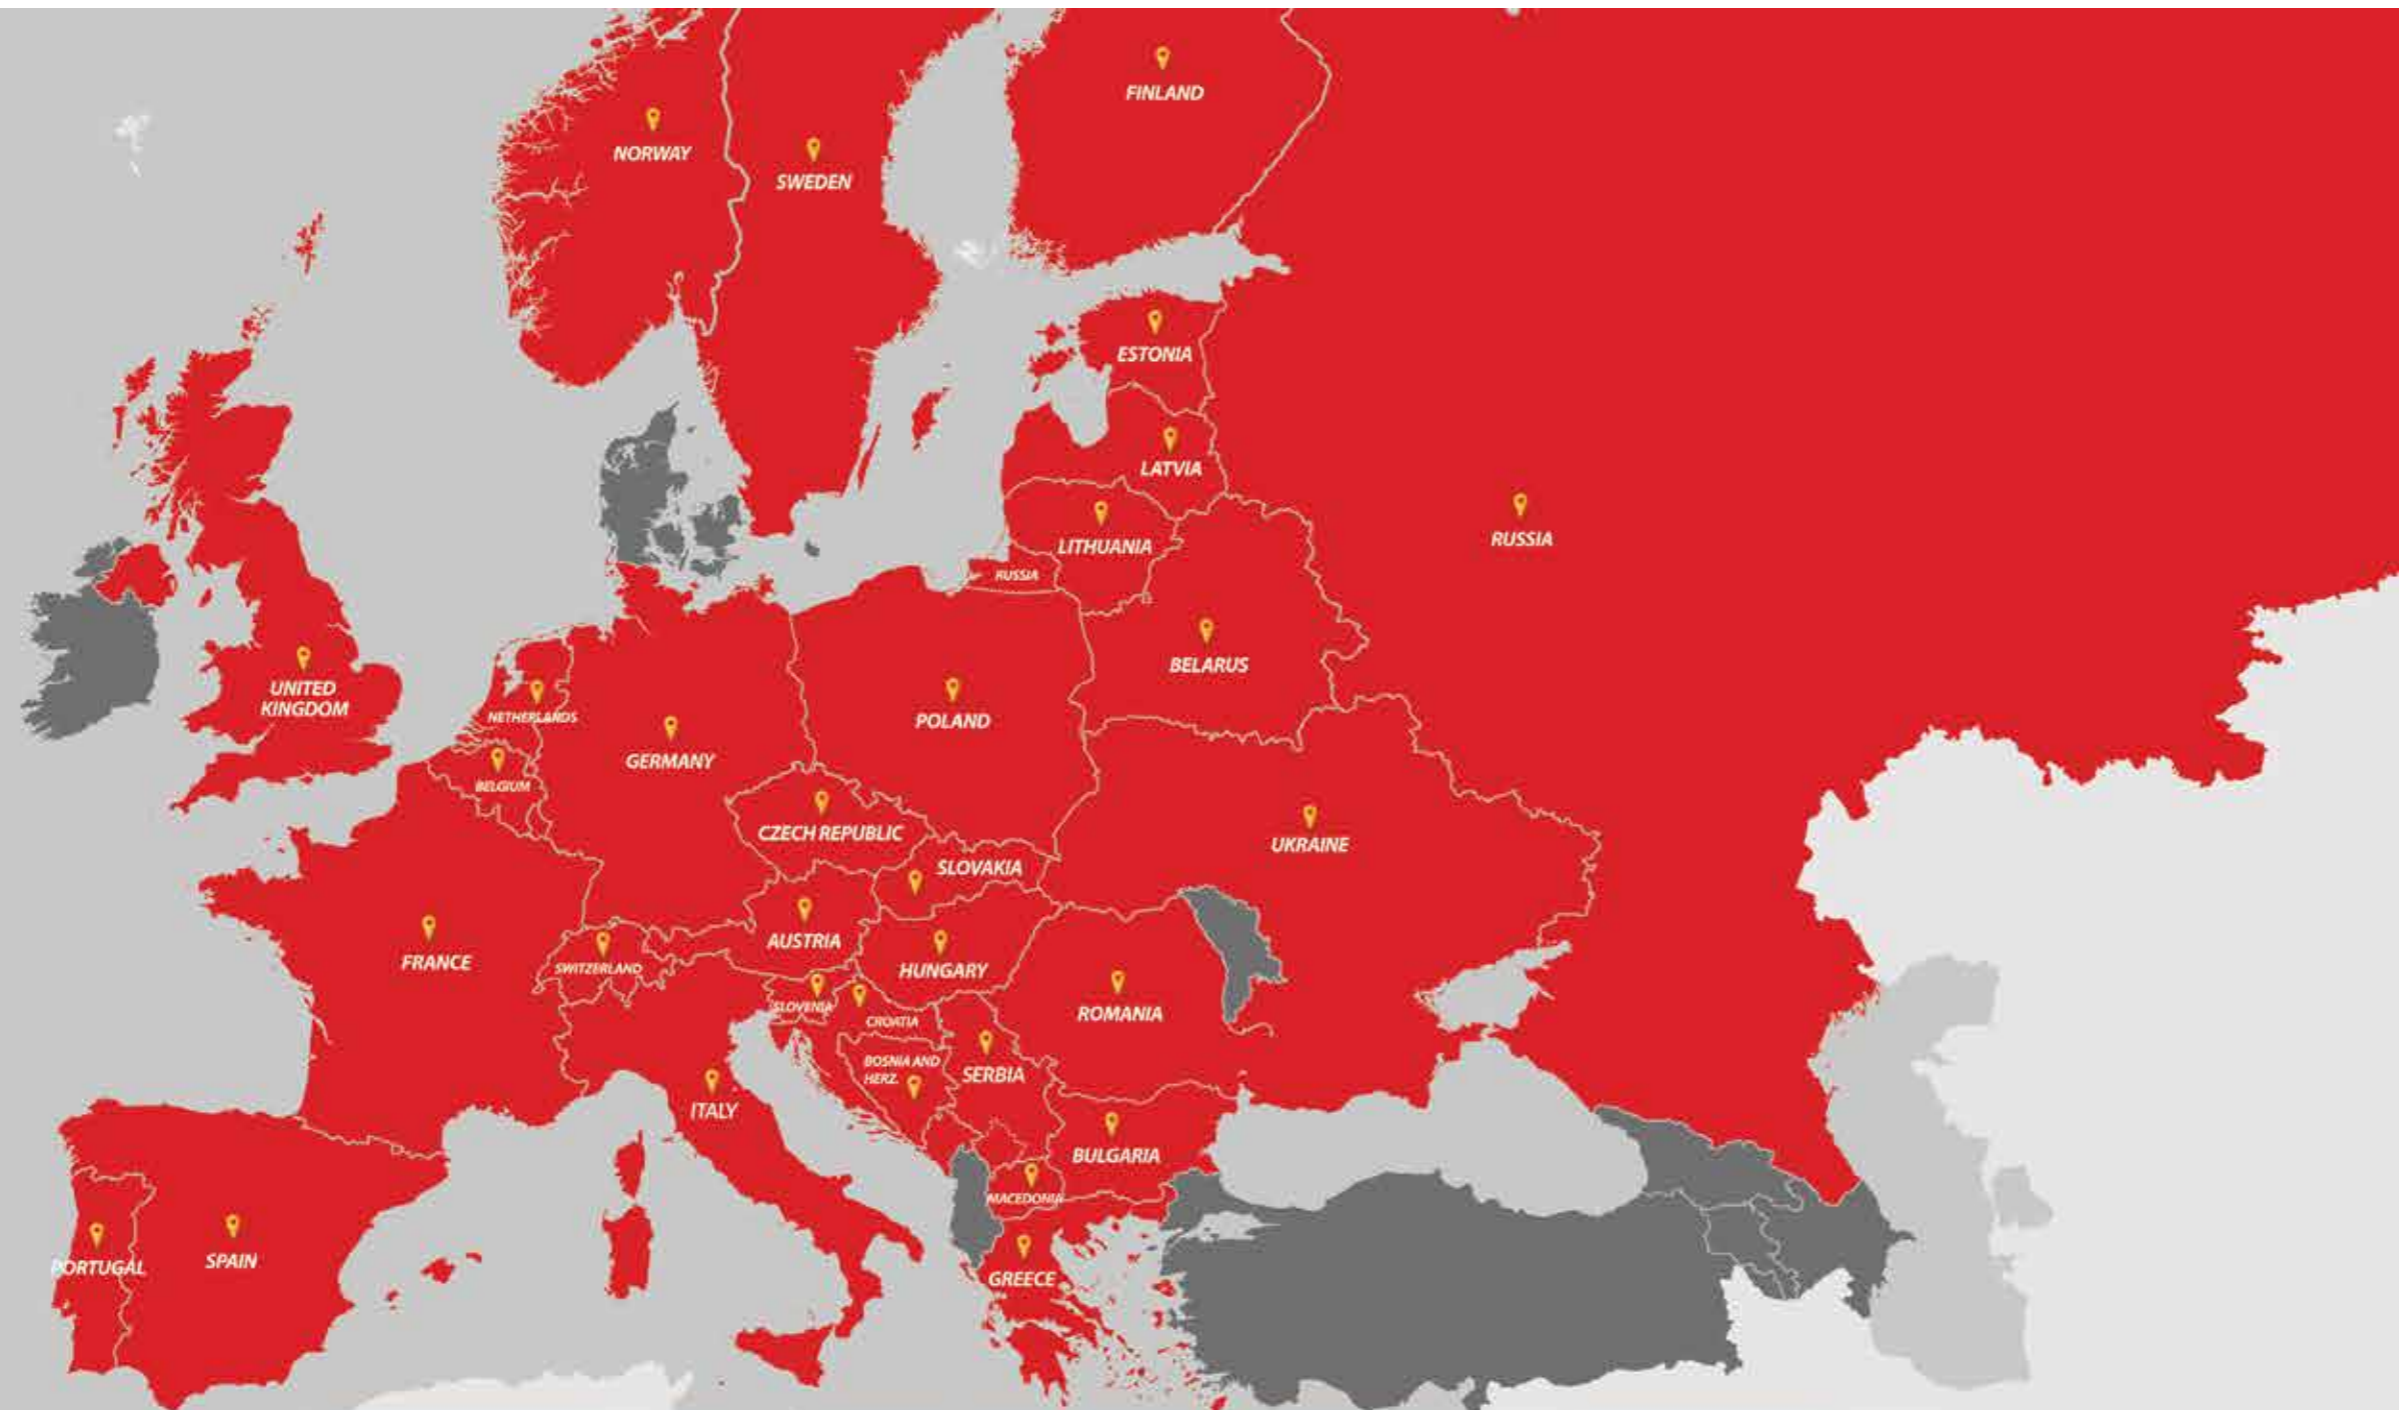 FINLAND
NORWAY
SWEDEN
ESTONIA
LATVIA
RUSSIA
LITHUANIA
RUSSIA
BELARUS
UNITED
KINGDOM
NETHERLANDS
POLAND
GERMANY
BELGIUM
CZECH REPUBLIC
UKRAINE
SLOVAKIA
AUSTRIA
FRANCE
SWITZERLAND
HUNGARY
SLOVENIA
ROMANIA
CROATIA
BOSNIA AND
HERZ.
SERBIA
ITALY
BULGARIA
MACEDONIA
PORTUGAL
SPAIN
GREECE